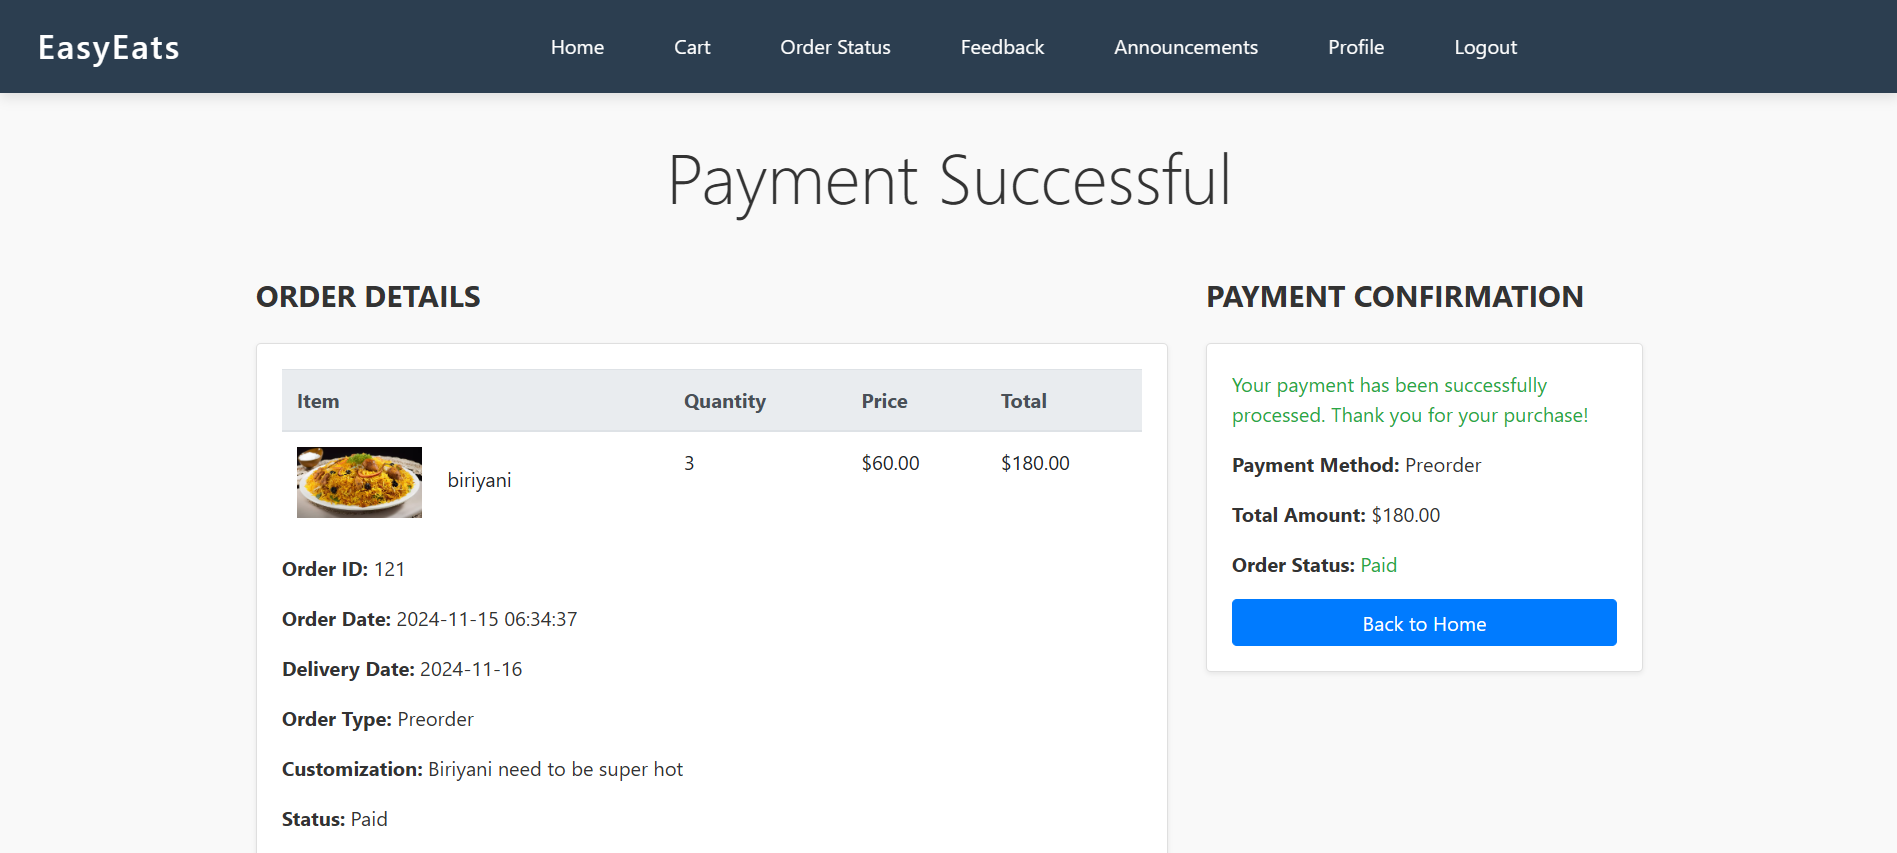 EasyEats
Home Cart Order Status Feedback Announcements Profile Logout
Payment Successful
ORDER DETAILS
Item Quantity Price Total
biriyani 3 $60.00 $180.00
Order ID: 121
Order Date: 2024-11-15 06:34:37
Delivery Date: 2024-11-16
Order Type: Preorder
Customization: Biriyani need to be super hot
Status: Paid
PAYMENT CONFIRMATION
Your payment has been successfully
processed. Thank you for your purchase!
Payment Method: Preorder
Total Amount: $180.00
Order Status: Paid
Back to Home